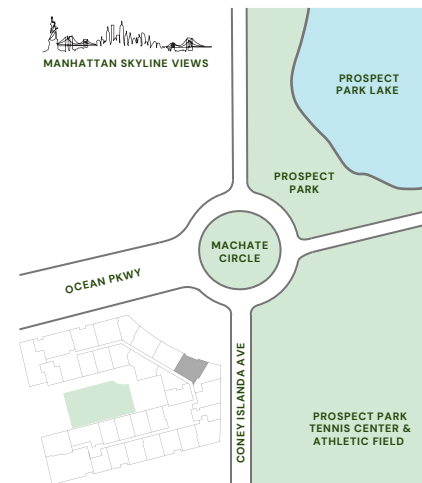 MANHATTAN SKYLINE VIEWS
PROSPECT
PARK LAKE
PROSPECT
PARK
MACHATE
CIRCLE
OCEAN PKWY
CONEY ISLANDA AVE
PROSPECT PARK
TENNIS CENTER &
ATHLETIC FIELD